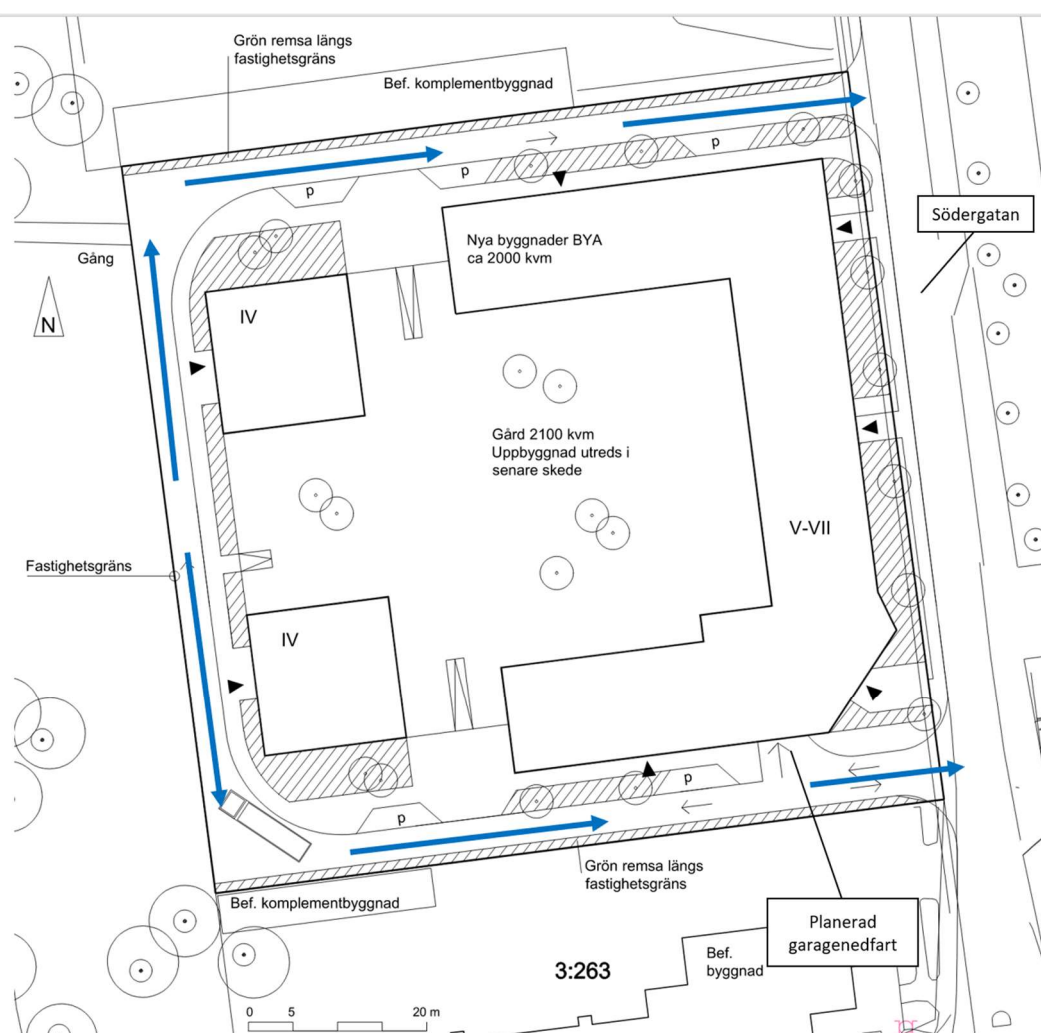 Grön remsa längs
fastighetsgräns
Bef. komplementbyggnad
p
p
p
Södergatan
Nya byggnader BYA
ca 2000 kvm
Gång
N
IV
Gård 2100 kvm
Uppbyggnad utreds i
senare skede
V-VII
Fastighetsgräns
IV
p
p
Grön remsa längs
fastighetsgräns
Bef. komplementbyggnad
Planerad
garagenedfart
Bef.
byggnad
3:263
0 5 20 m